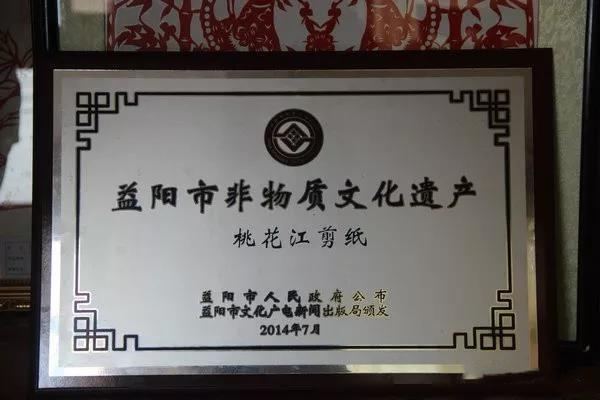 益阳市非物质文化遗产
桃花江剪纸
益阳市人民政府公布
益阳市文化广电新闻出版局颁发
2014年7月